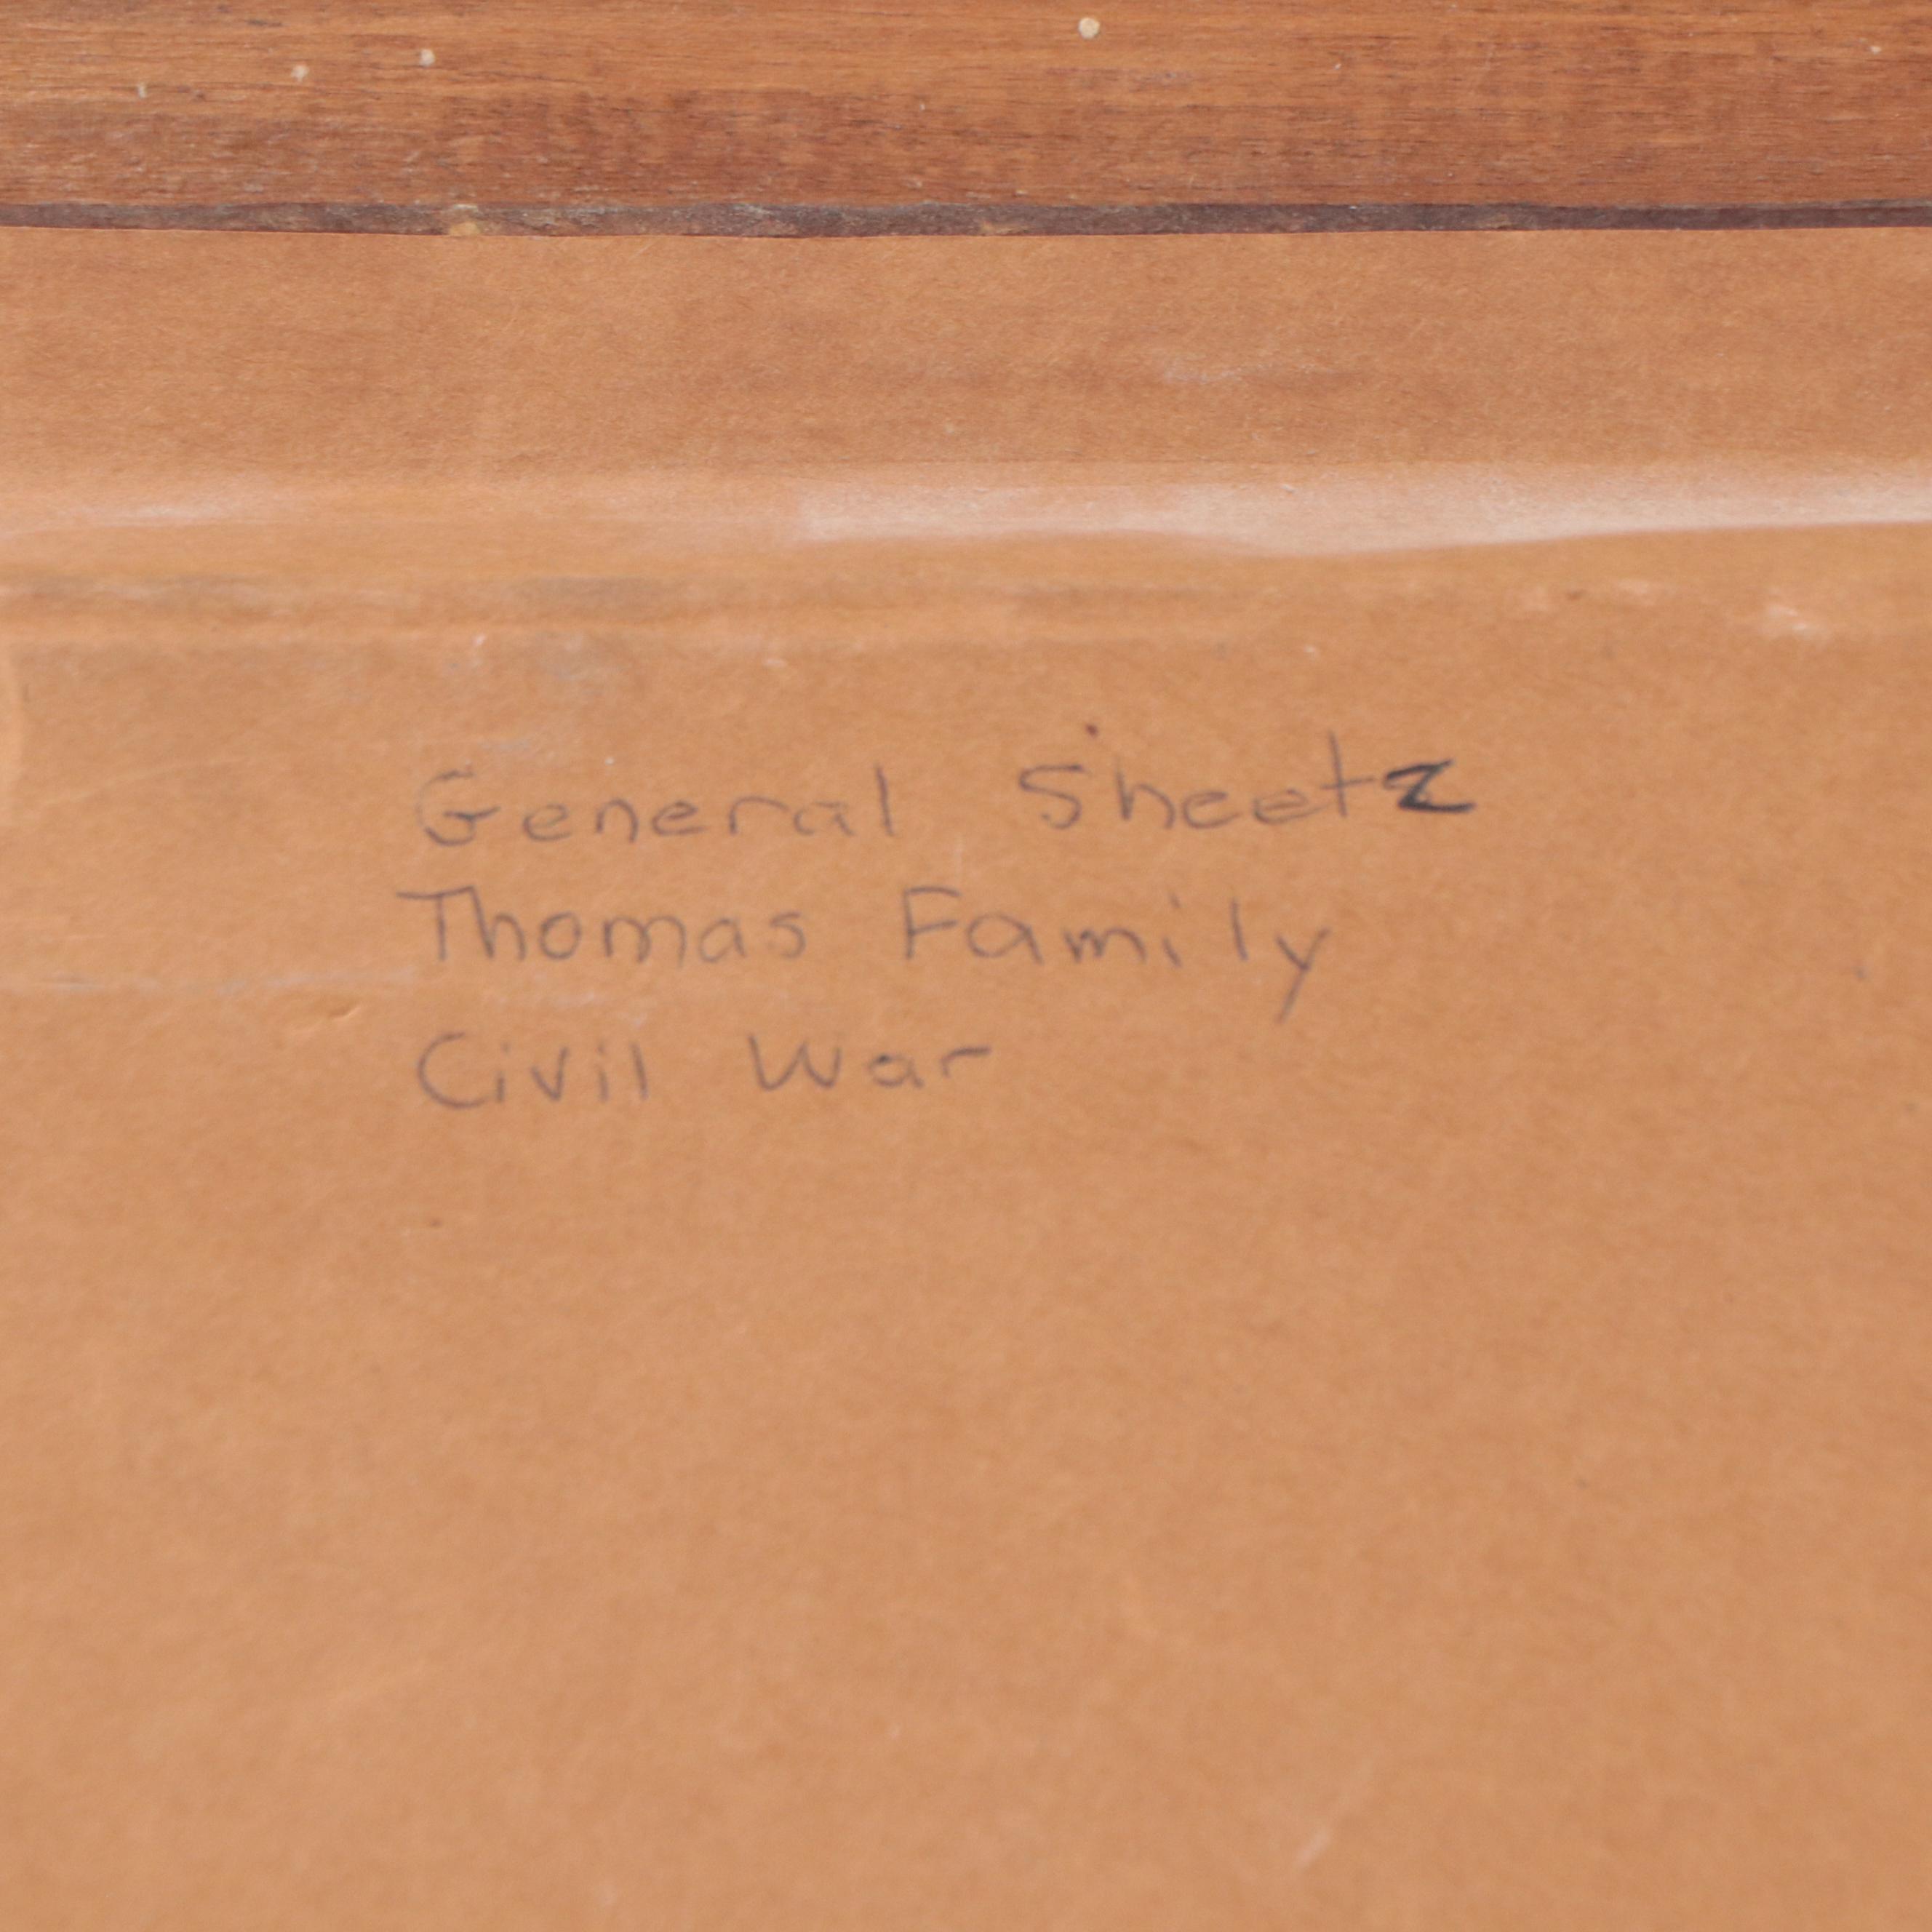 General Sheetz
Thomas Family
Civil War